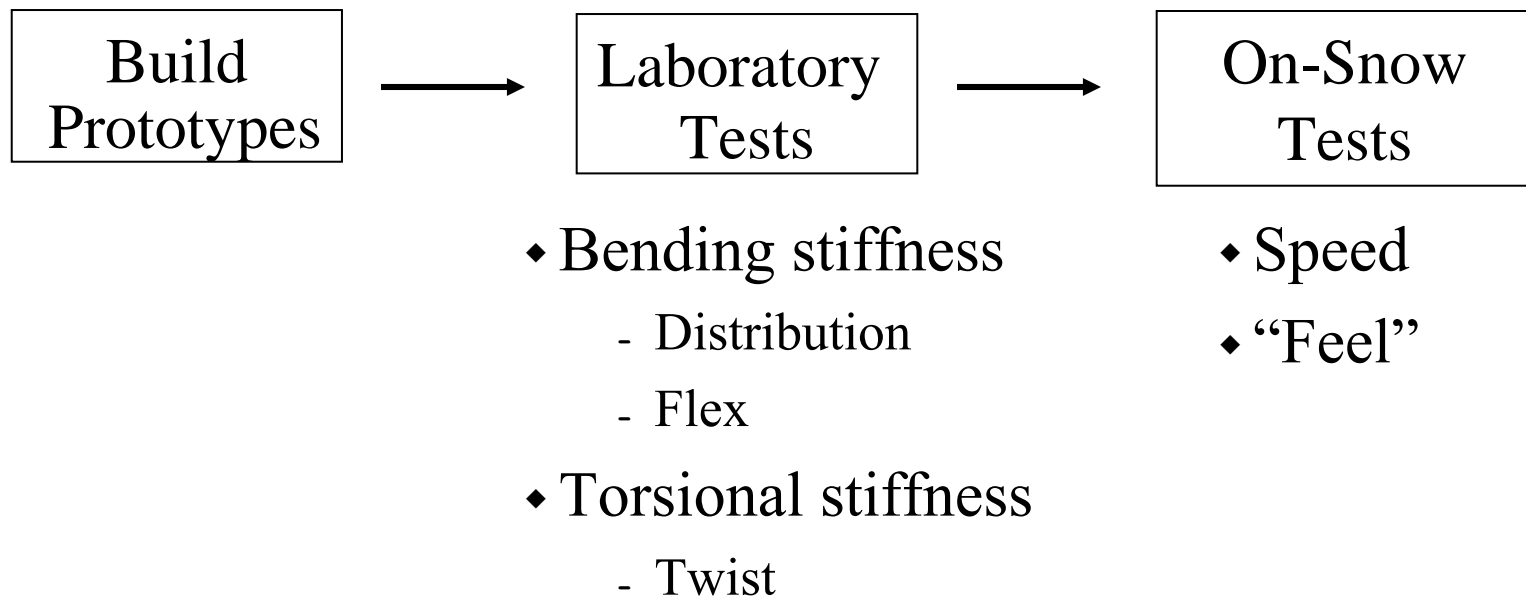 Build
Prototypes
Laboratory
Tests
On-Snow
Tests
◆ Bending stiffness
- Distribution
- Flex
◆ Torsional stiffness
- Twist
◆ Speed
◆ “Feel”